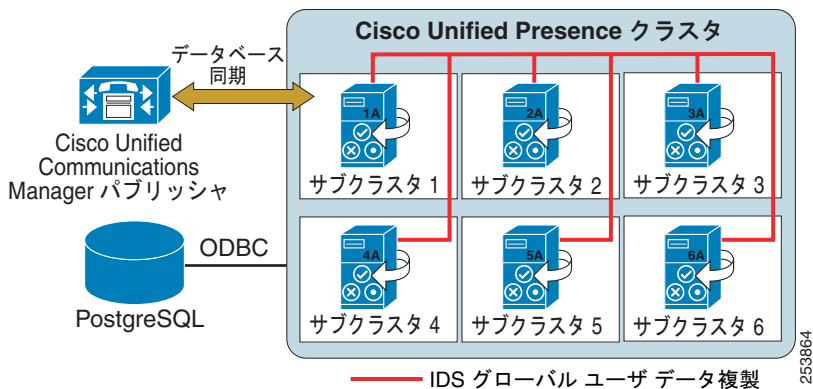 Cisco Unified Presence クラスタ
データベース
同期
Cisco Unified
Communications
Manager パブリッシャ
1A
サブクラスタ 1
2A
サブクラスタ 2
3A
サブクラスタ 3
ODBC
PostgreSQL
4A
サブクラスタ 4
5A
サブクラスタ 5
6A
サブクラスタ 6
IDS グローバル ユーザ データ複製
253864